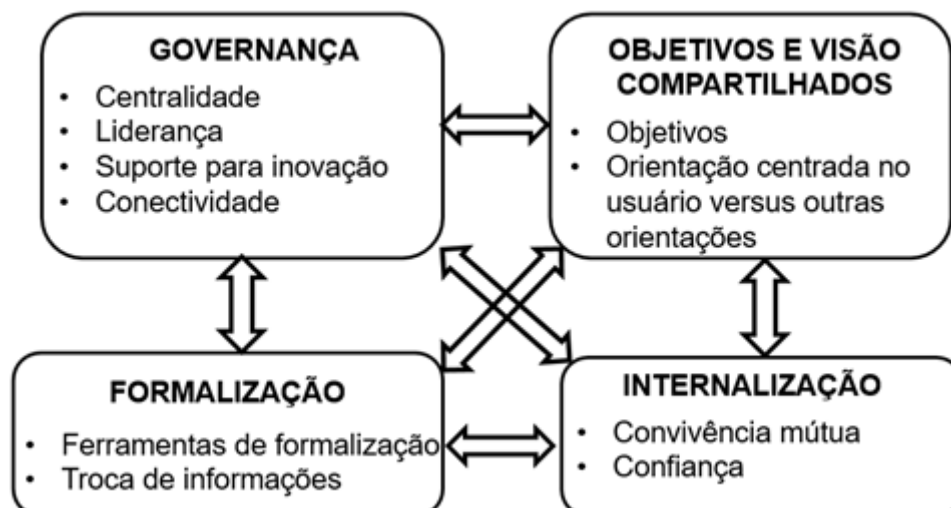 GOVERNANÇA
• Centralidade
• Liderança
• Suporte para inovação
• Conectividade
OBJETIVOS E VISÃO
COMPARTILHADOS
• Objetivos
• Orientação centrada no
usuário versus outras
orientações
FORMALIZAÇÃO
• Ferramentas de formalização
• Troca de informações
INTERNALIZAÇÃO
• Convivência mútua
• Confiança